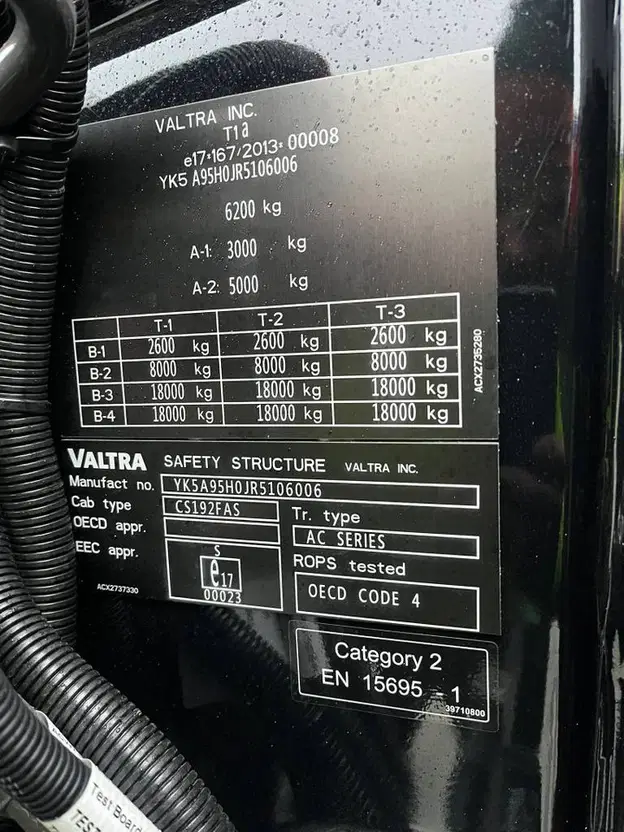 VALTRA INC.
T1a
e17*167/2013*00008
YK5 A95H0JR5106006
6200 kg
A-1: 3000 kg
A-2: 5000 kg
T-1 T-2 T-3
B-1 2600 kg 2600 kg 2600 kg
B-2 8000 kg 8000 kg 8000 kg
B-3 18000 kg 18000 kg 18000 kg
B-4 18000 kg 18000 kg 18000 kg
ACX2735280
VALTRA SAFETY STRUCTURE VALTRA INC.
Manufact no. YK5A95H0JR5106006
Cab type CS192FAS
Tr. type
OECD appr.
AC SERIES
EEC appr.
S
e17
00023
ROPS tested
OECD CODE 4
ACX2737330
Category 2
EN 15695 - 1
39710800
Test Board
TEST